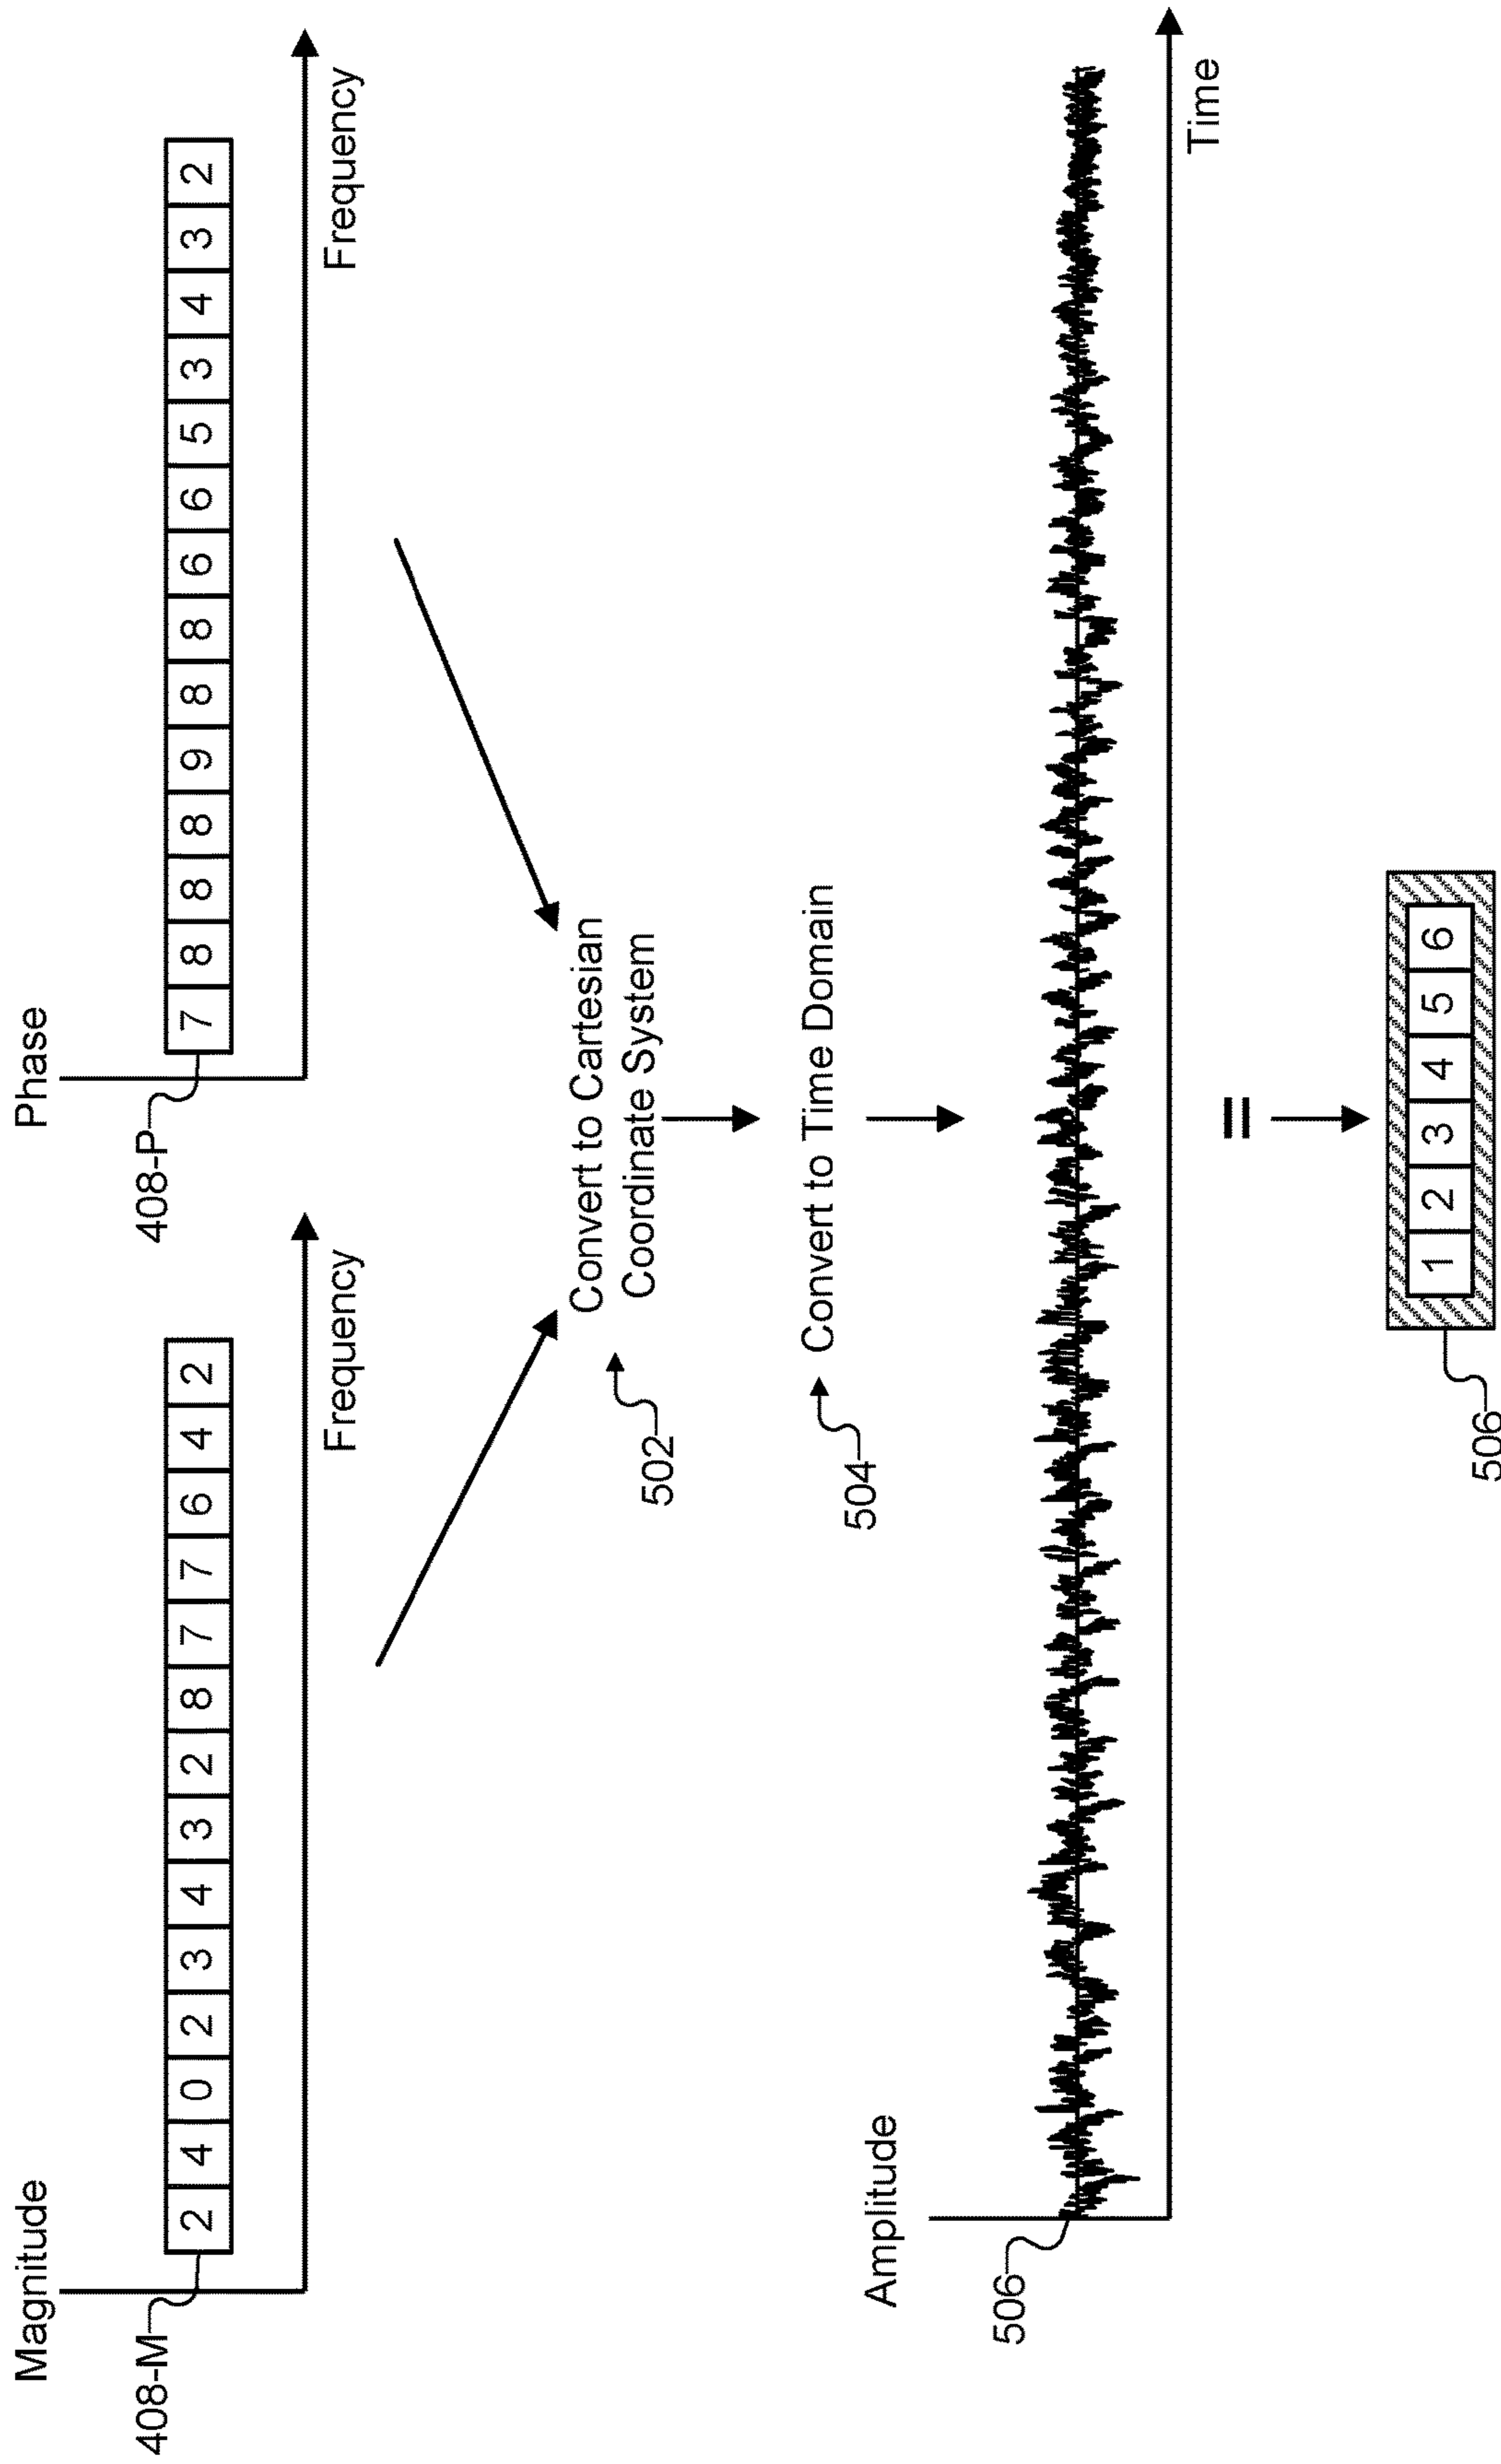 Magnitude
408-M
2 4 0 2 3 4 3 2 8 7 7 6 4 2
Frequency
Phase
408-P
7 8 8 8 9 8 8 6 6 5 3 4 3 2
Frequency
Convert to Cartesian
Coordinate System
502
Convert to Time Domain
504
Amplitude
506
Time
=
1 2 3 4 5 6
506